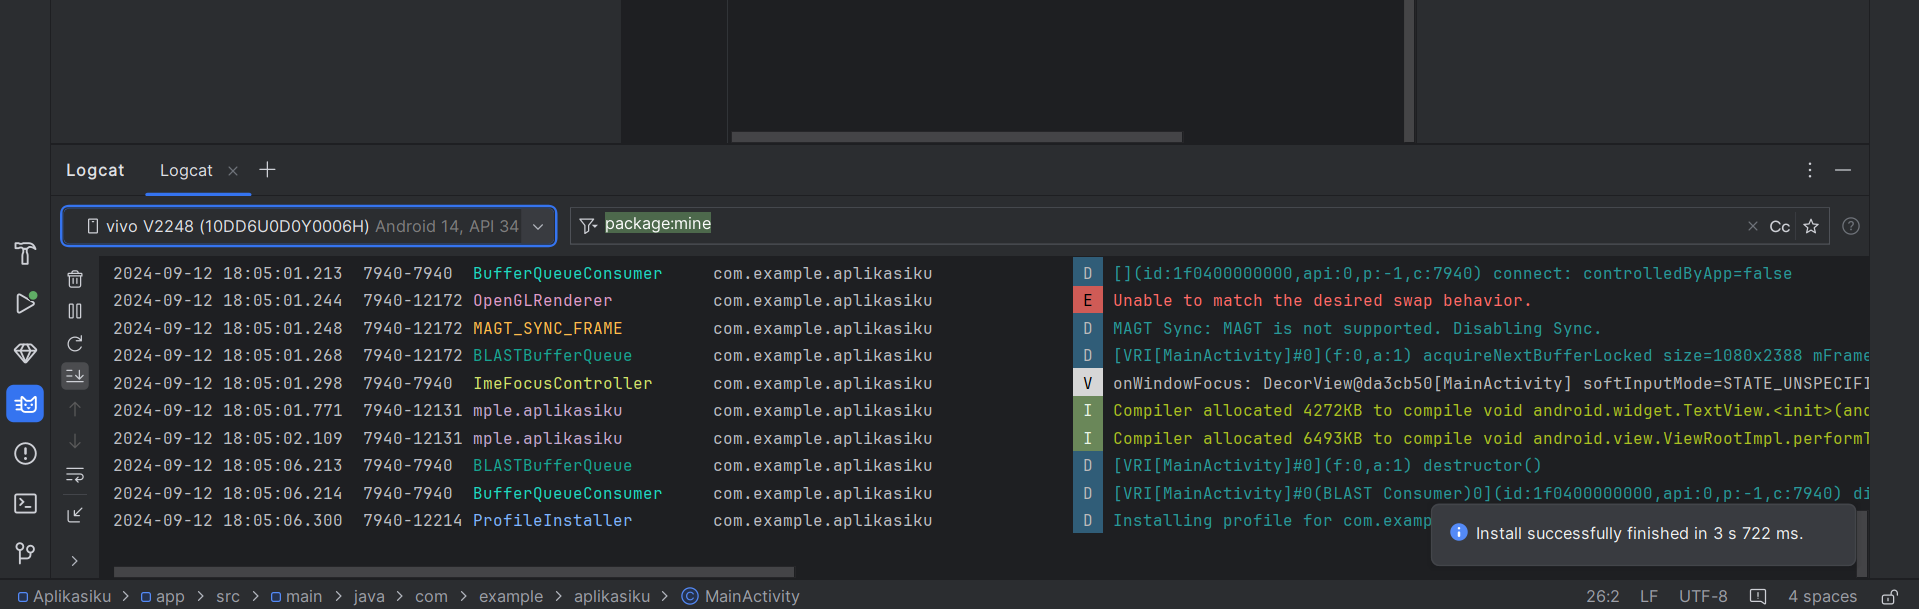 Logcat Logcat
vivo V2248 (10DD6U0D0Y0006H) Android 14, API 34 package:mine Cc
2024-09-12 18:05:01.213 7940-7940 BufferQueueConsumer com.example.aplikasiku D [](id:1f0400000000,api:0,p:-1,c:7940) connect: controlledByApp=false
2024-09-12 18:05:01.244 7940-12172 OpenGLRenderer com.example.aplikasiku E Unable to match the desired swap behavior.
2024-09-12 18:05:01.248 7940-12172 MAGT_SYNC_FRAME com.example.aplikasiku D MAGT Sync: MAGT is not supported. Disabling Sync.
2024-09-12 18:05:01.268 7940-12172 BLASTBufferQueue com.example.aplikasiku D [VRI[MainActivity]#0](f:0,a:1) acquireNextBufferLocked size=1080x2388 mFrame
2024-09-12 18:05:01.298 7940-7940 ImeFocusController com.example.aplikasiku V onWindowFocus: DecorView@da3cb50[MainActivity] softInputMode=STATE_UNSPECIFI
2024-09-12 18:05:01.771 7940-12131 mple.aplikasiku com.example.aplikasiku I Compiler allocated 4272KB to compile void android.widget.TextView.<init>(and
2024-09-12 18:05:02.109 7940-12131 mple.aplikasiku com.example.aplikasiku I Compiler allocated 6493KB to compile void android.view.ViewRootImpl.performT
2024-09-12 18:05:06.213 7940-7940 BLASTBufferQueue com.example.aplikasiku D [VRI[MainActivity]#0](f:0,a:1) destructor()
2024-09-12 18:05:06.214 7940-7940 BufferQueueConsumer com.example.aplikasiku D [VRI[MainActivity]#0(BLAST Consumer)0](id:1f0400000000,api:0,p:-1,c:7940) di
2024-09-12 18:05:06.300 7940-12214 ProfileInstaller com.example.aplikasiku D Installing profile for com.examp
Install successfully finished in 3 s 722 ms.
Aplikasiku > app > src > main > java > com > example > aplikasiku > MainActivity 26:2 LF UTF-8 4 spaces